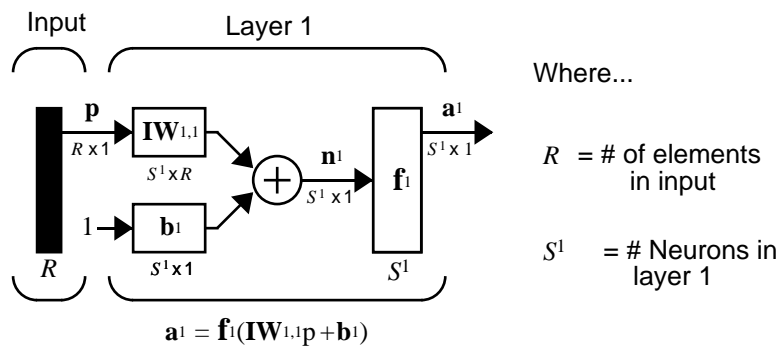 Input
Layer 1
Where...
p
R x 1
IW1,1
S1 x R
1
b1
S1 x 1
n1
S1 x 1
f1
a1
S1 x 1
R
S1
R = # of elements
in input
S1 = # Neurons in
layer 1
a1 = f1(IW1,1p + b1)